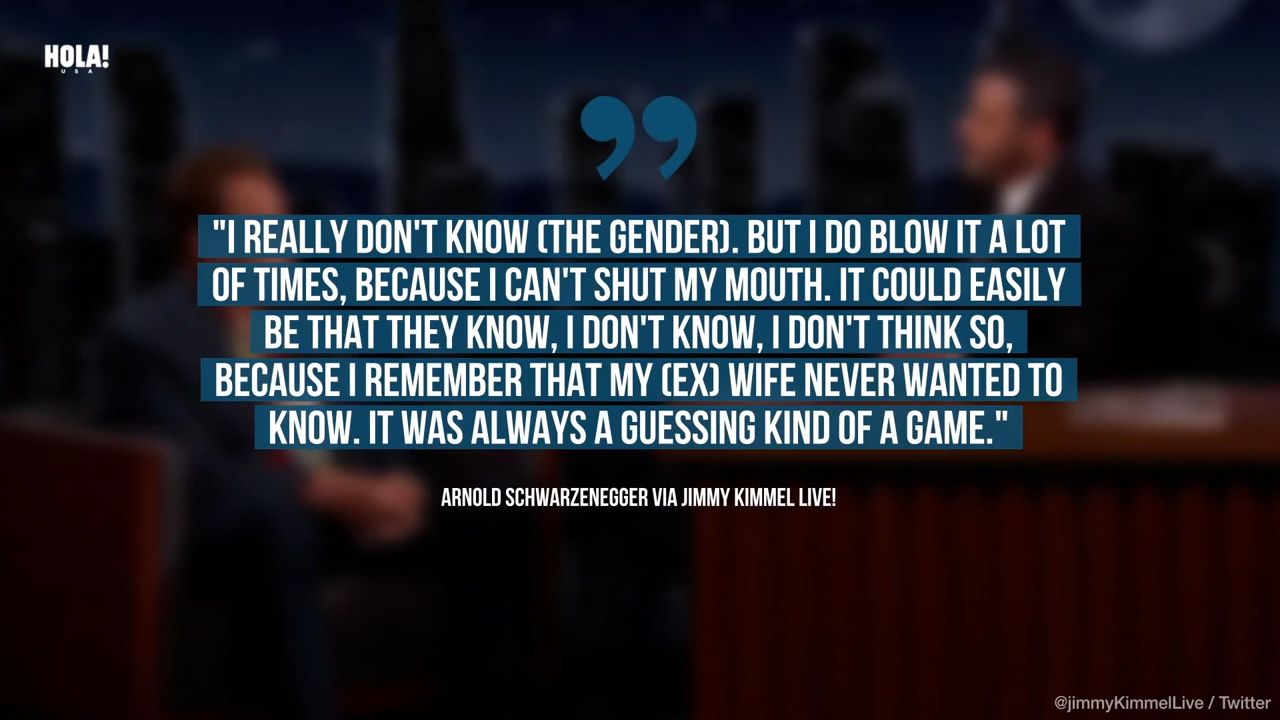 HOLA!
USA
"I REALLY DON'T KNOW (THE GENDER). BUT I DO BLOW IT A LOT
OF TIMES, BECAUSE I CAN'T SHUT MY MOUTH. IT COULD EASILY
BE THAT THEY KNOW, I DON'T KNOW, I DON'T THINK SO,
BECAUSE I REMEMBER THAT MY (EX) WIFE NEVER WANTED TO
KNOW. IT WAS ALWAYS A GUESSING KIND OF A GAME."
ARNOLD SCHWARZENEGGER VIA JIMMY KIMMEL LIVE!
@jimmyKimmelLive / Twitter